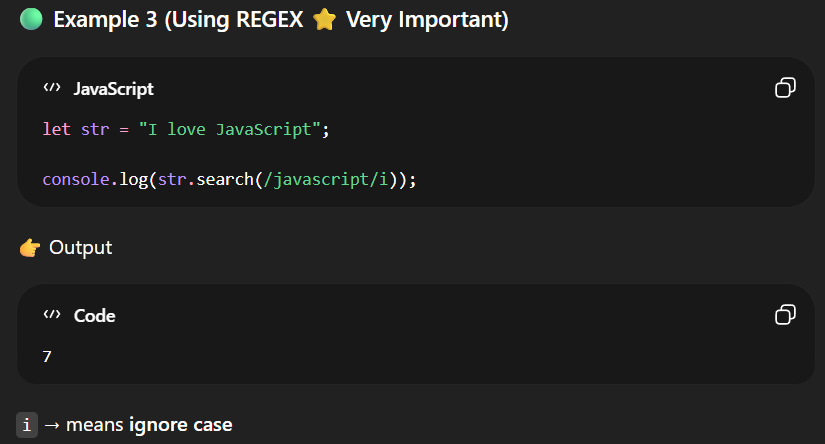 🟢 Example 3 (Using REGEX ⭐ Very Important)
</> JavaScript
let str = "I love JavaScript";
console.log(str.search(/javascript/i));
👉 Output
</> Code
7
i → means ignore case